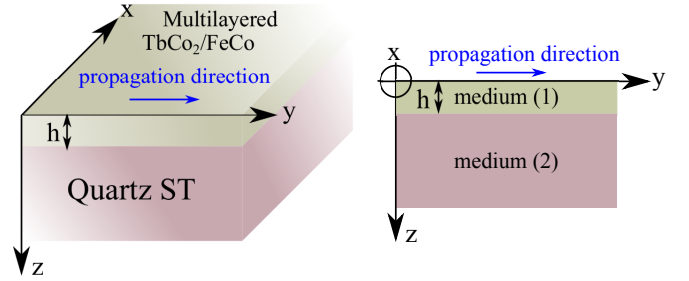 x
Multilayered
TbCo₂/FeCo
propagation direction
y
h
Quartz ST
z
x
propagation direction
y
h
medium (1)
medium (2)
z